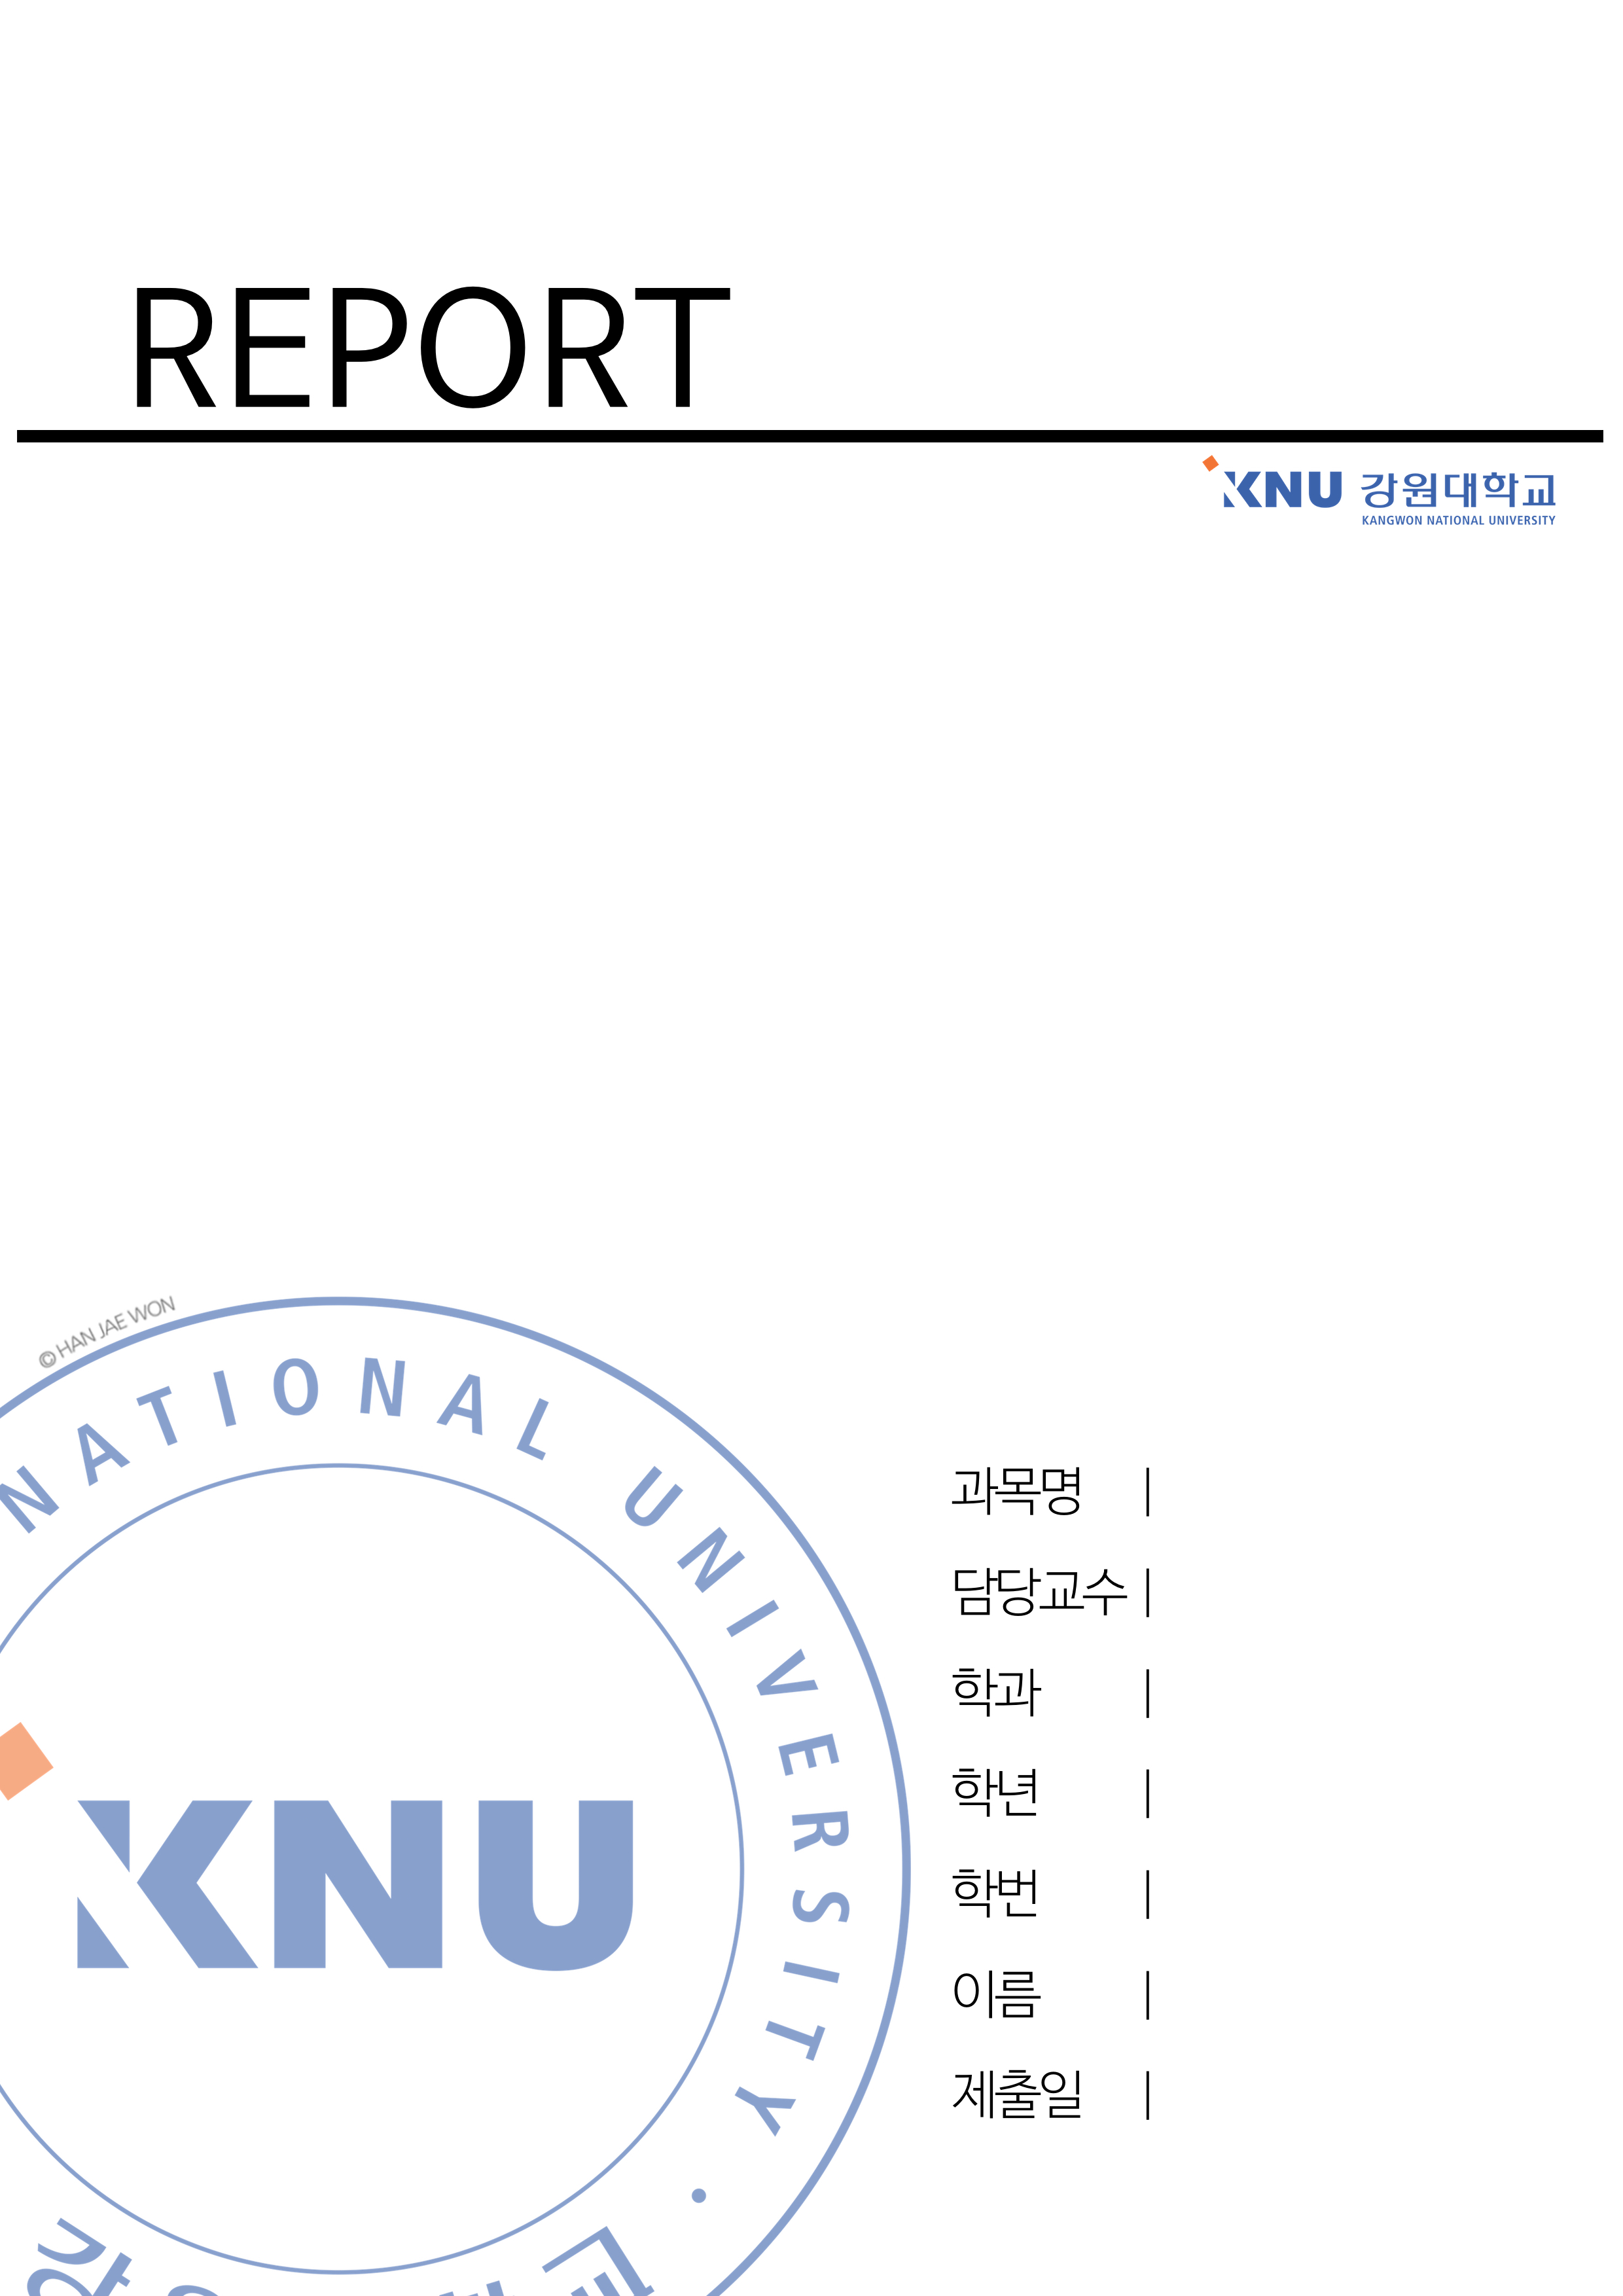 REPORT
KNU 강원대학교
KANGWON NATIONAL UNIVERSITY
© HAN JAE WON
NATIONAL UNIVERSITY ·
KNU
과목명 |
담당교수 |
학과 |
학년 |
학번 |
이름 |
제출일 |